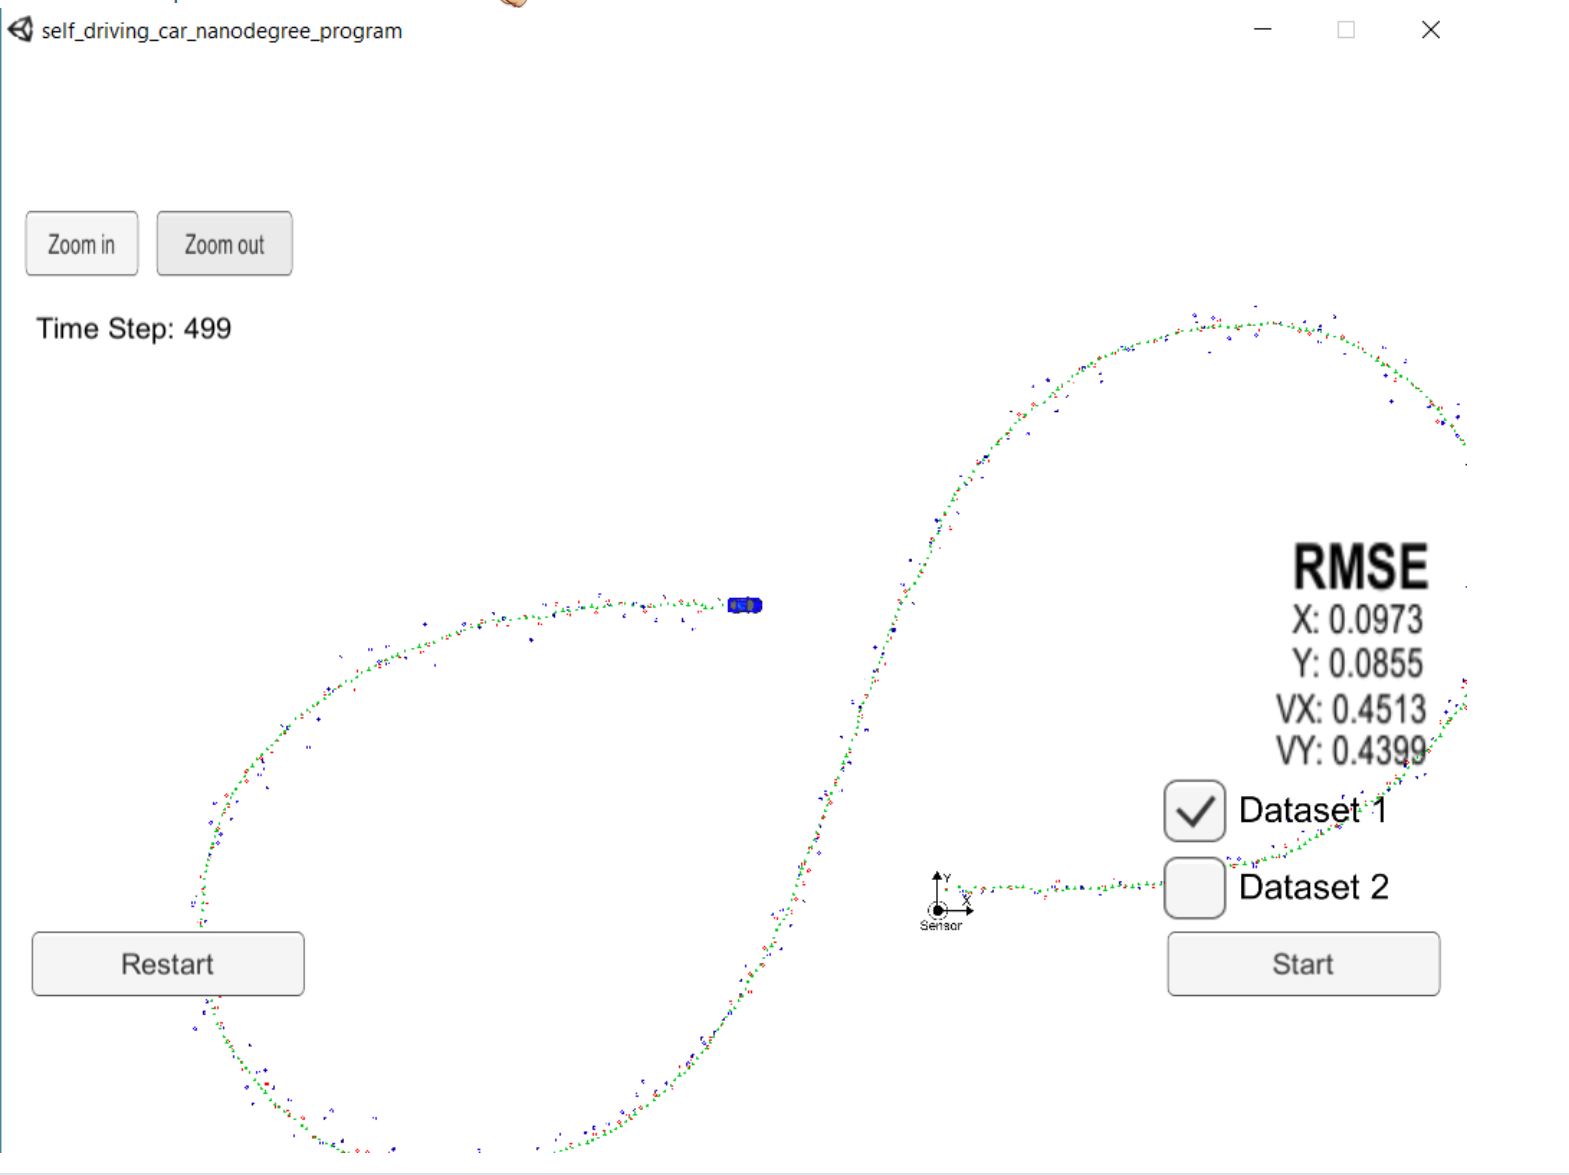 self_driving_car_nanodegree_program
Zoom in
Zoom out
Time Step: 499
RMSE
X: 0.0973
Y: 0.0855
VX: 0.4513
VY: 0.4399
Dataset 1
Dataset 2
Y
X
Sensor
Restart
Start